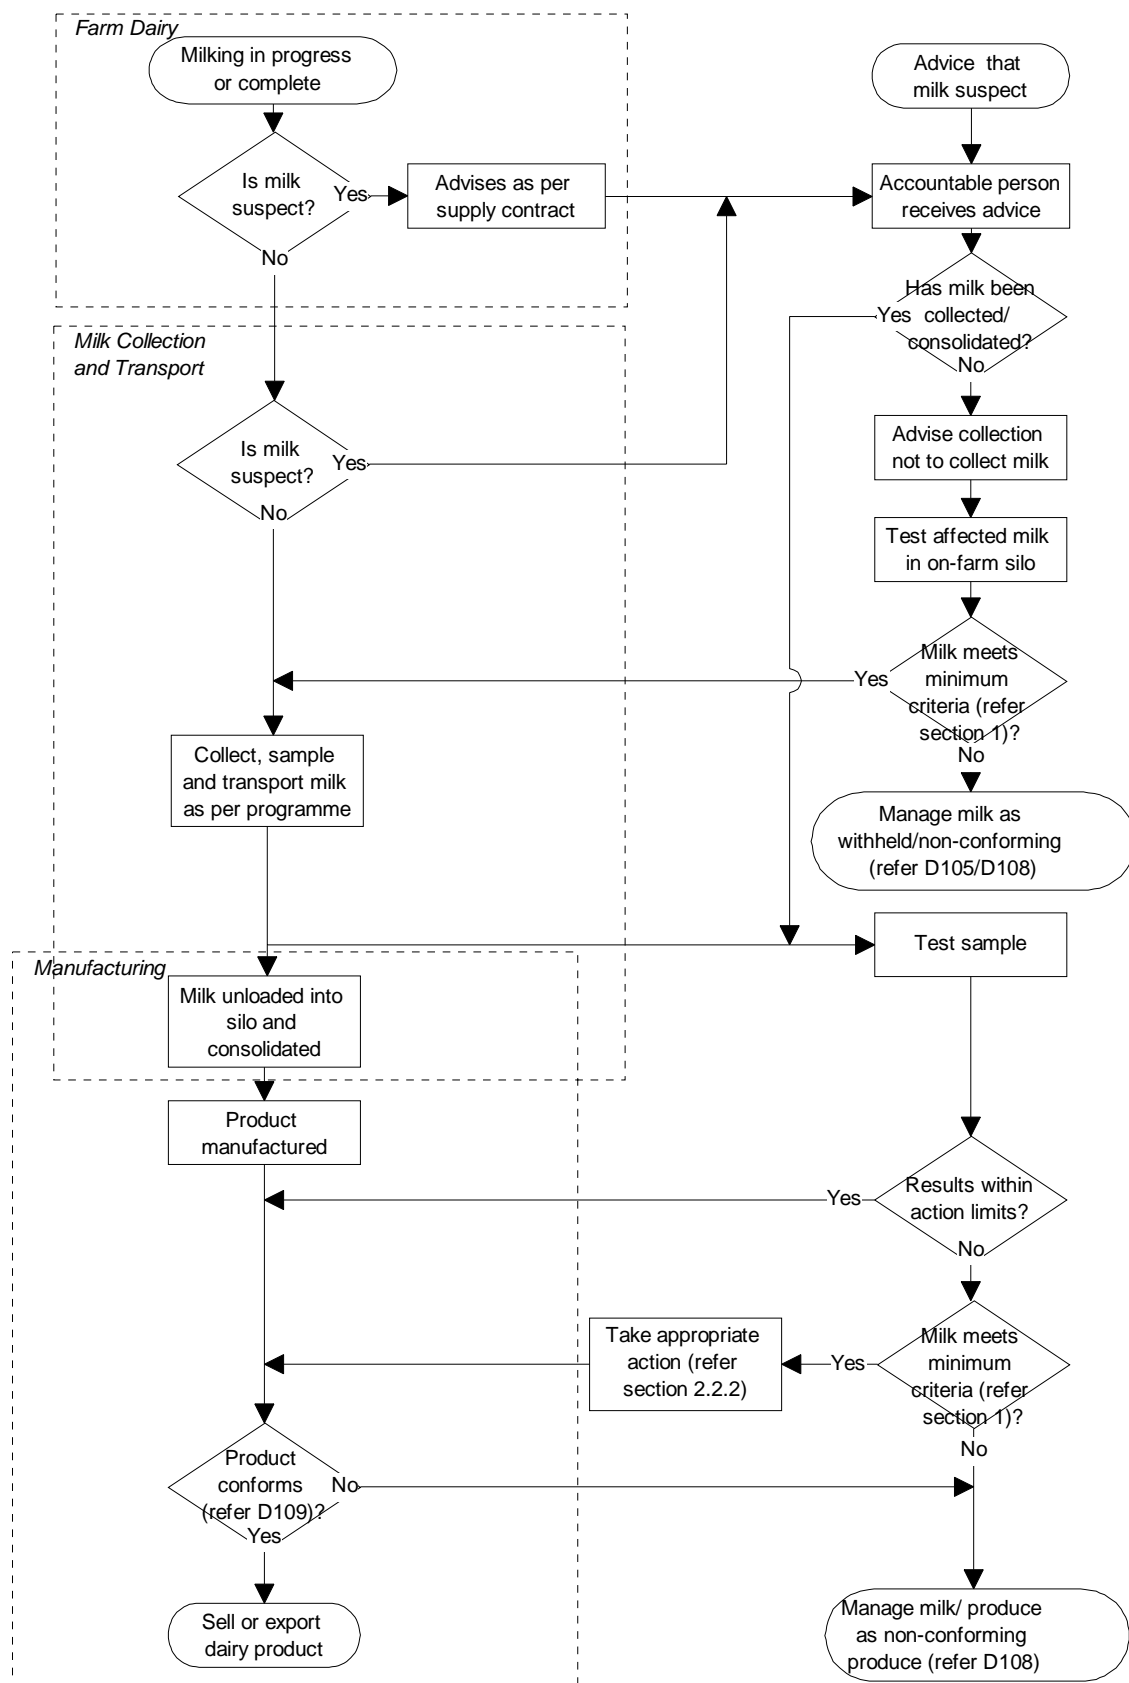 Farm Dairy
Milking in progress
or complete
Advice that
milk suspect
Is milk
suspect?
Yes
Advises as per
supply contract
Accountable person
receives advice
No
Has milk been
collected/
consolidated?
Yes
No
Milk Collection
and Transport
Advise collection
not to collect milk
Is milk
suspect?
Yes
No
Test affected milk
in on-farm silo
Milk meets
minimum
criteria (refer
section 1)?
Yes
No
Collect, sample
and transport milk
as per programme
Manage milk as
withheld/non-conforming
(refer D105/D108)
Test sample
Manufacturing
Milk unloaded into
silo and
consolidated
Product
manufactured
Results within
action limits?
Yes
No
Milk meets
minimum
criteria (refer
section 1)?
Yes
Take appropriate
action (refer
section 2.2.2)
No
Product
conforms
(refer D109)?
No
Yes
Sell or export
dairy product
Manage milk/ produce
as non-conforming
produce (refer D108)